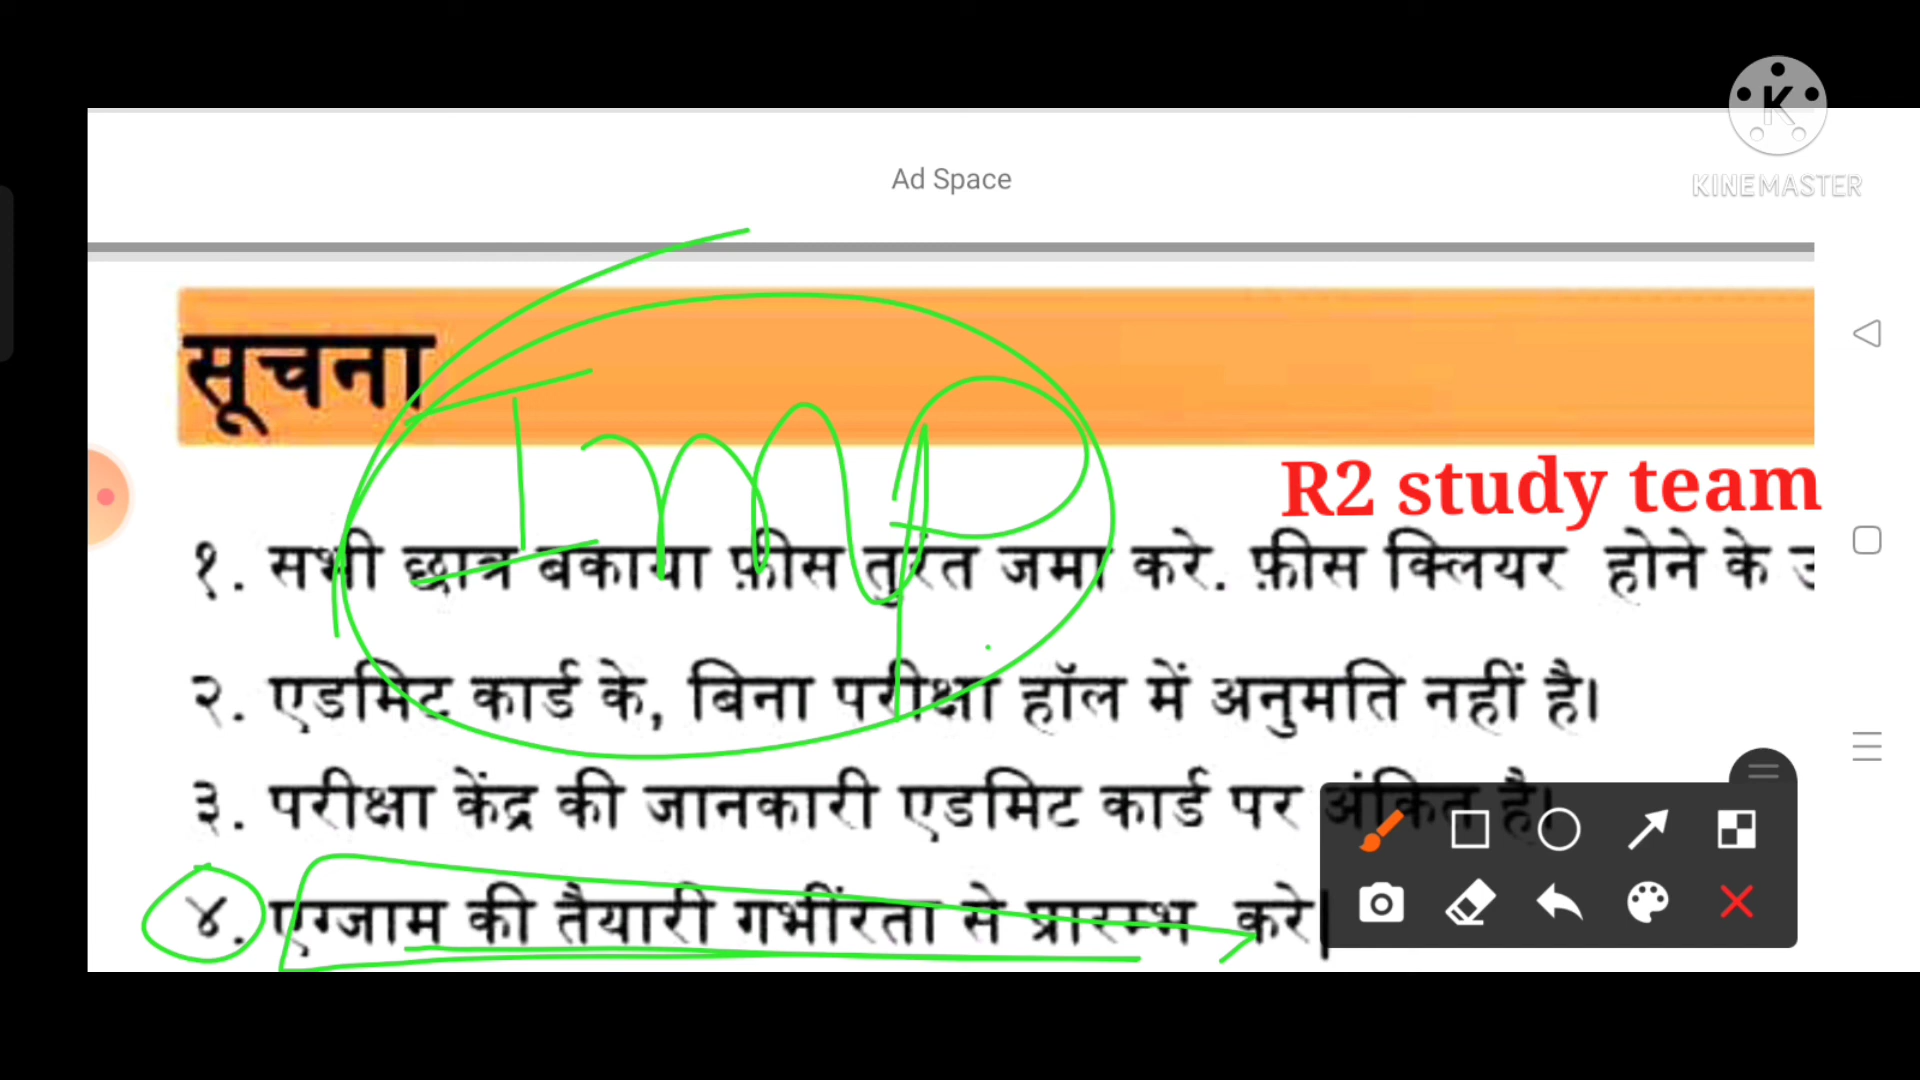 Ad Space
KINEMASTER
सूचना
Imp
R2 study team
१. सभी छात्र बकाया फ़ीस तुरंत जमा करे. फ़ीस क्लियर होने के
२. एडमिट कार्ड के, बिना परीक्षा हॉल में अनुमति नहीं है।
३. परीक्षा केंद्र की जानकारी एडमिट कार्ड पर अंकित है।
४. एग्जाम की तैयारी गभींरता से प्रारम्भ करे|